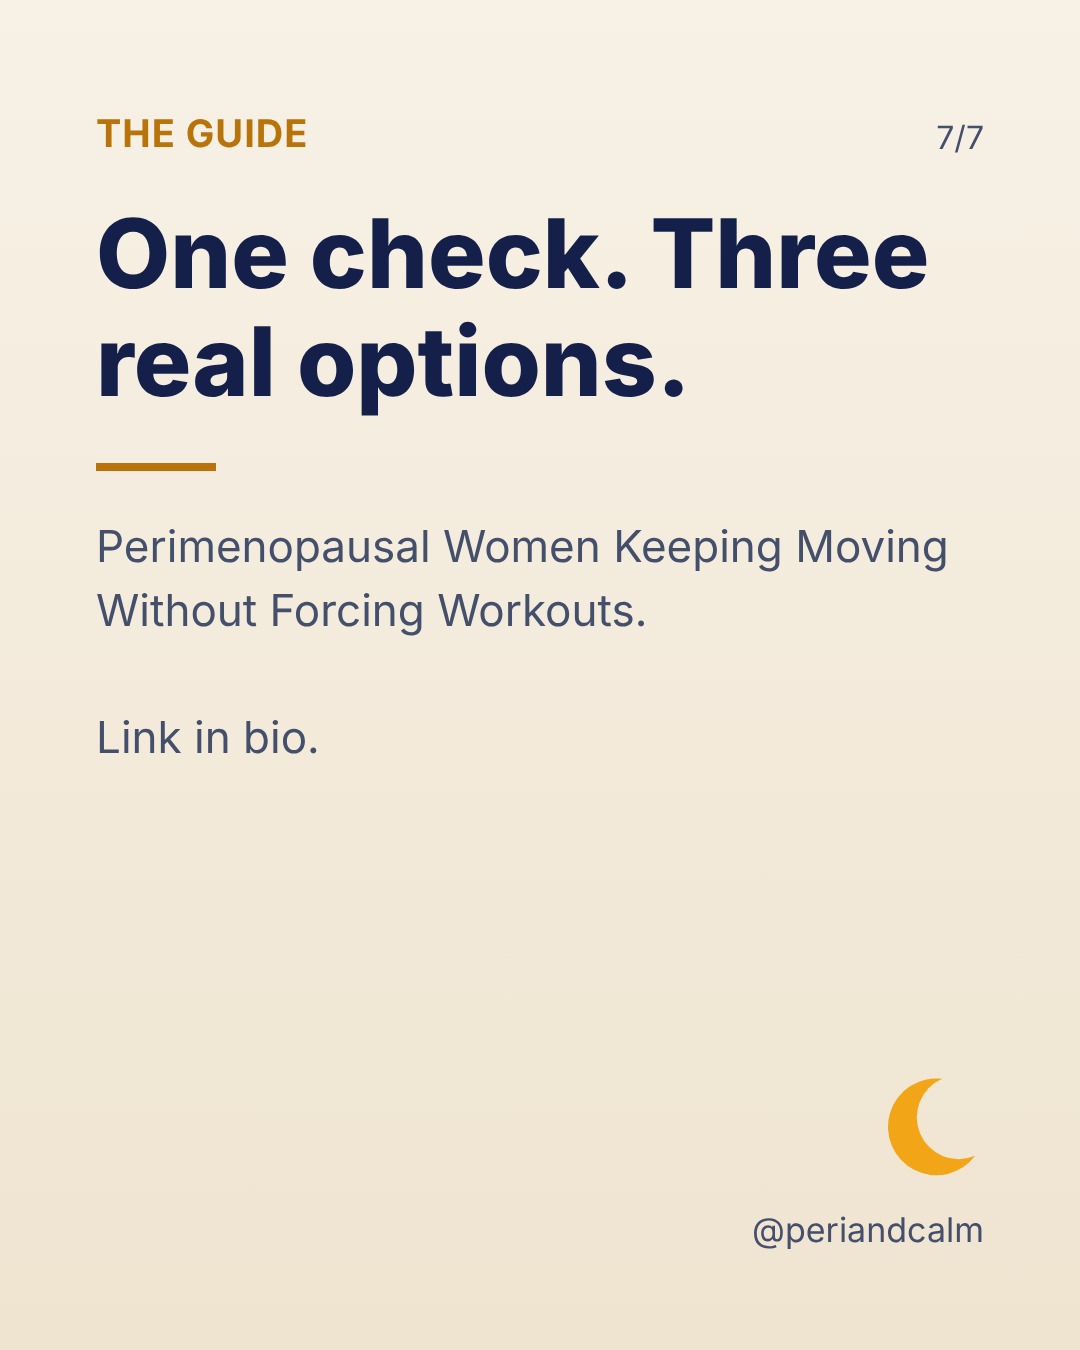 THE GUIDE
7/7
One check. Three
real options.
Perimenopausal Women Keeping Moving
Without Forcing Workouts.
Link in bio.
@periandcalm